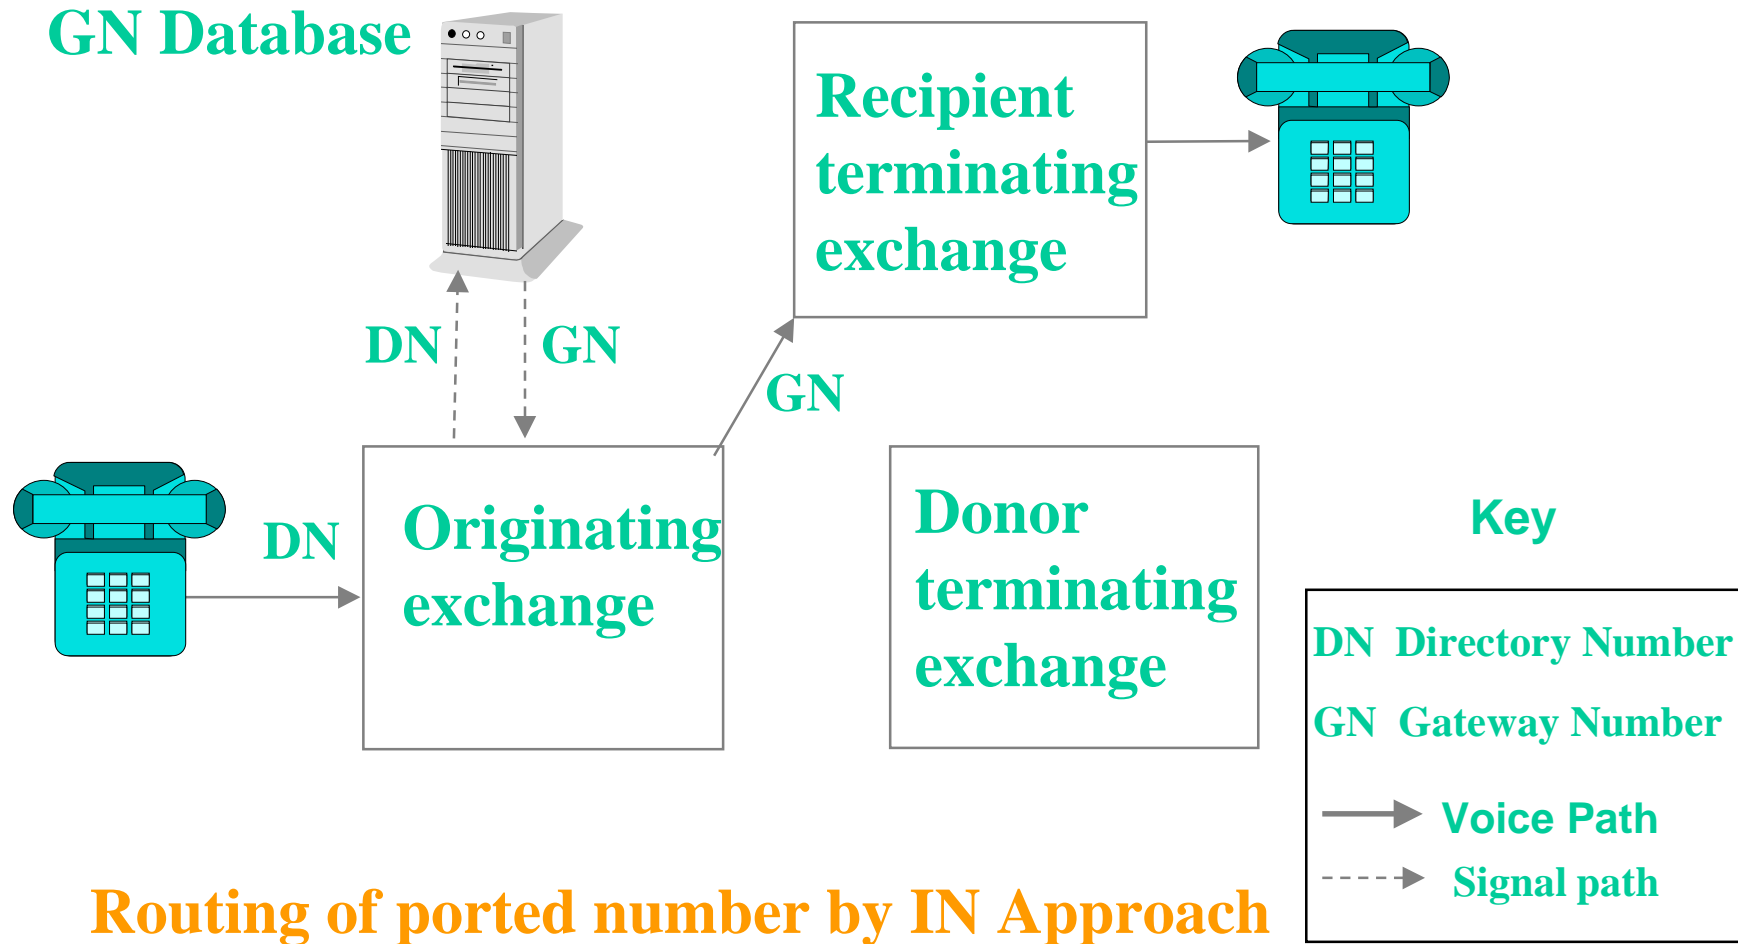 GN Database
Recipient
terminating
exchange
DN
GN
GN
DN
Originating
exchange
Donor
terminating
exchange
Key
DN Directory Number
GN Gateway Number
Voice Path
Signal path
Routing of ported number by IN Approach